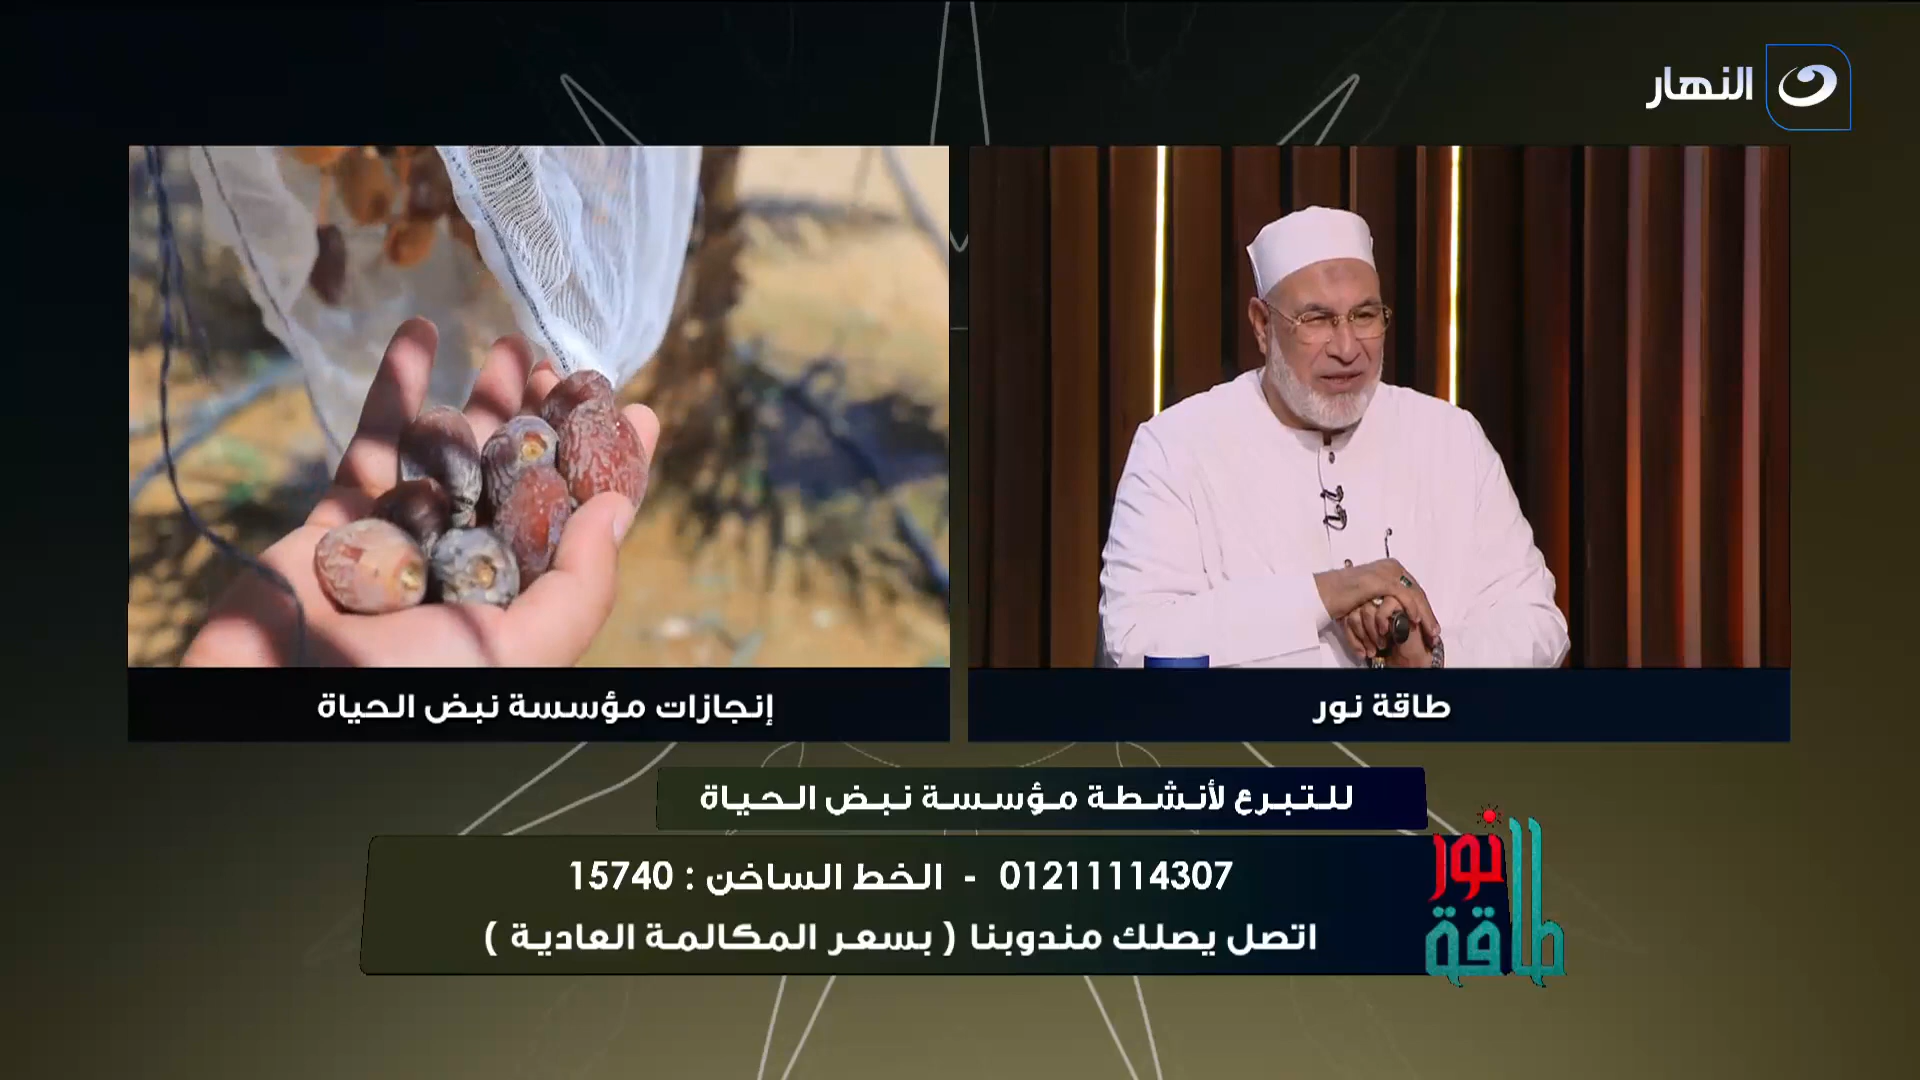 النهار
طاقة نور
إنجازات مؤسسة نبض الحياة
للتبرع لأنشطة مؤسسة نبض الحياة
01211114307 - الخط الساخن : 15740
اتصل يصلك مندوبنا ( بسعر المكالمة العادية )
طاقة نور